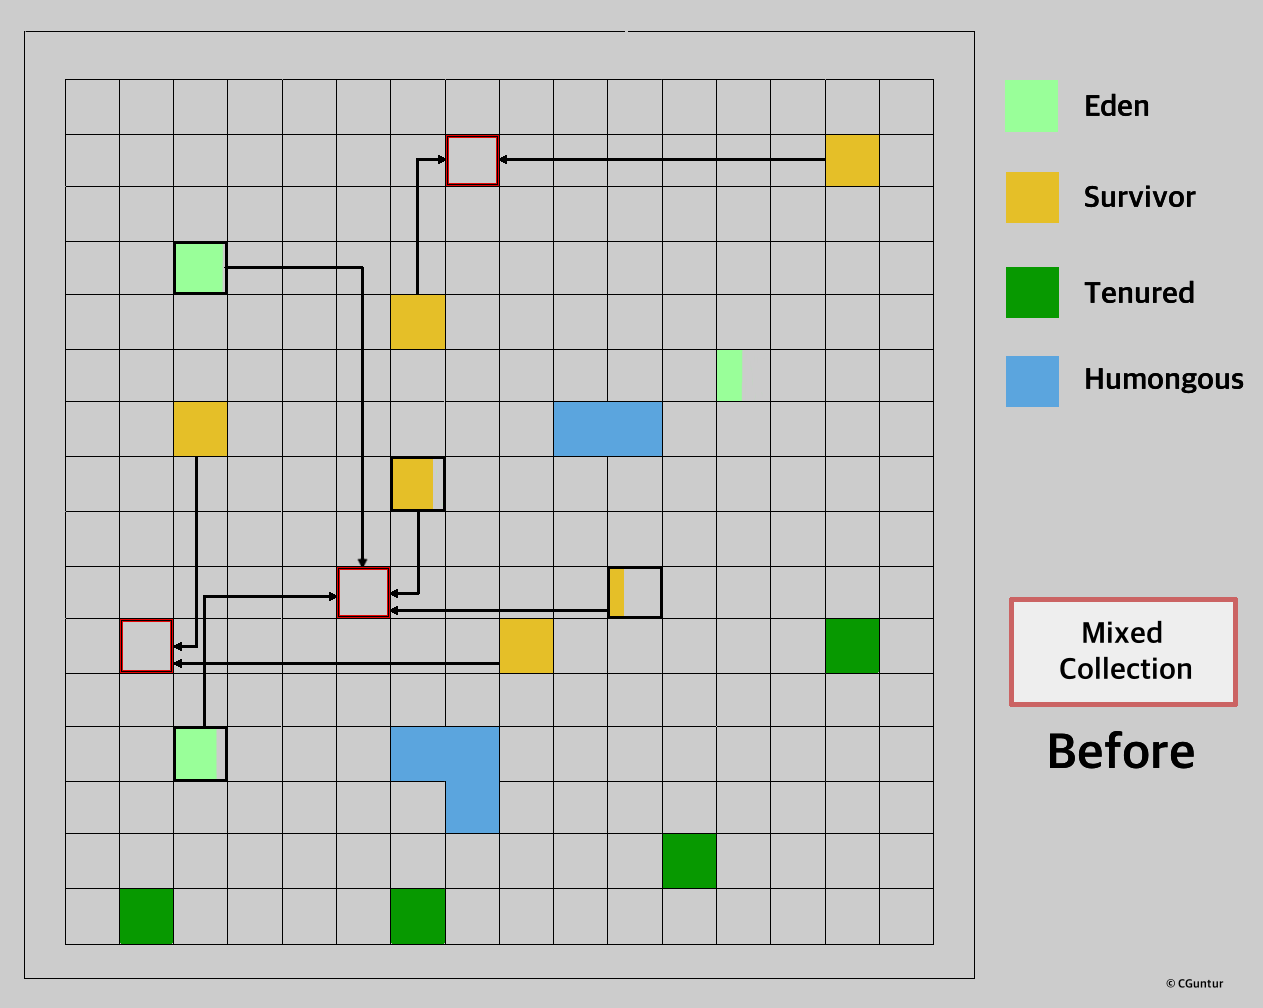 Eden
Survivor
Tenured
Humongous
Mixed
Collection
Before
© CGuntur